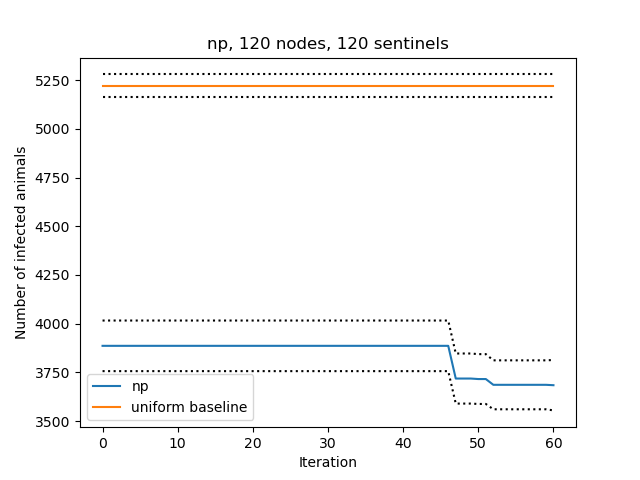 np, 120 nodes, 120 sentinels
Number of infected animals
5250
5000
4750
4500
4250
4000
3750
3500
np
uniform baseline
0 10 20 30 40 50 60
Iteration